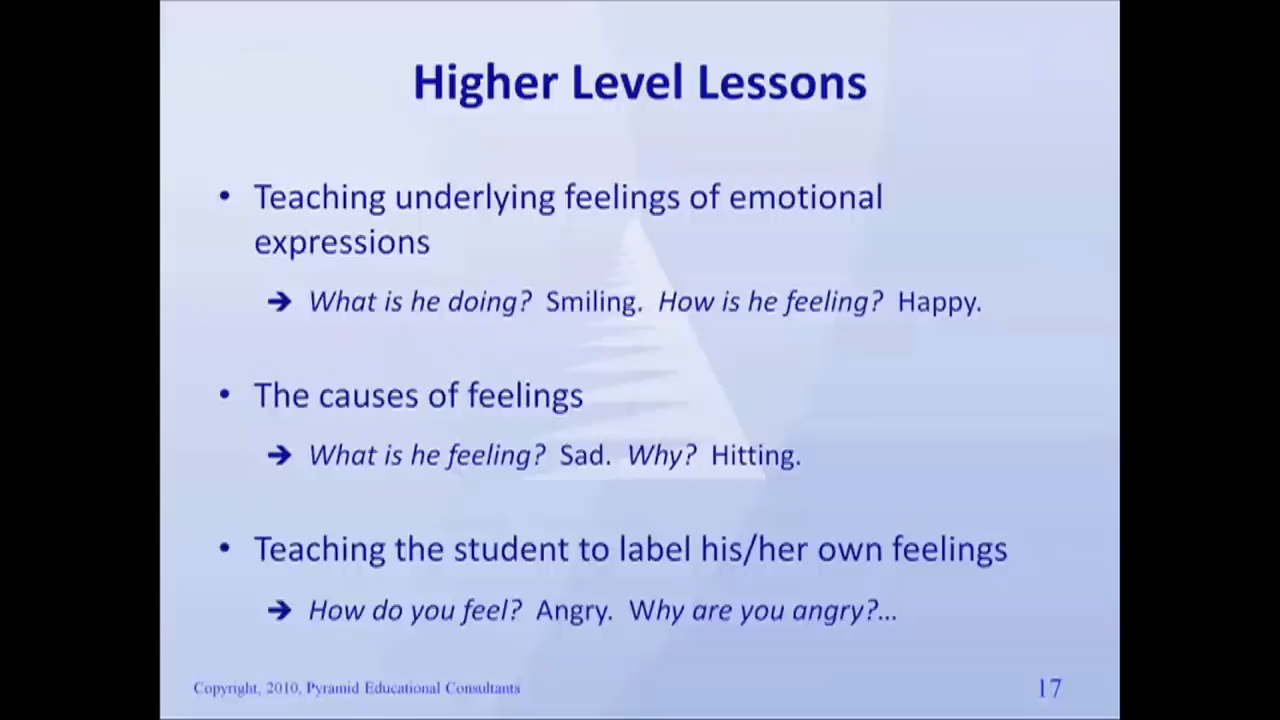 Higher Level Lessons
• Teaching underlying feelings of emotional
expressions
➔ What is he doing? Smiling. How is he feeling? Happy.
• The causes of feelings
➔ What is he feeling? Sad. Why? Hitting.
• Teaching the student to label his/her own feelings
➔ How do you feel? Angry. Why are you angry?...
Copyright, 2010, Pyramid Educational Consultants
17